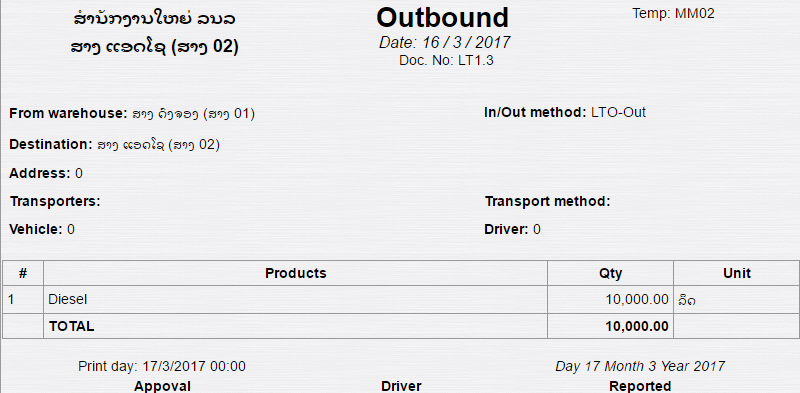 ສຳນັກງານໃຫຍ່ ລນລ
ສາງ ແອດໂຊ (ສາງ 02)
Outbound
Date: 16 / 3 / 2017
Doc. No: LT1.3
Temp: MM02
From warehouse: ສາງ ດົງຈອງ (ສາງ 01)
In/Out method: LTO-Out
Destination: ສາງ ແອດໂຊ (ສາງ 02)
Address: 0
Transporters:
Transport method:
Vehicle: 0
Driver: 0
# Products Qty Unit
1 Diesel 10,000.00 ລິດ
TOTAL 10,000.00
Print day: 17/3/2017 00:00
Day 17 Month 3 Year 2017
Appoval Driver Reported